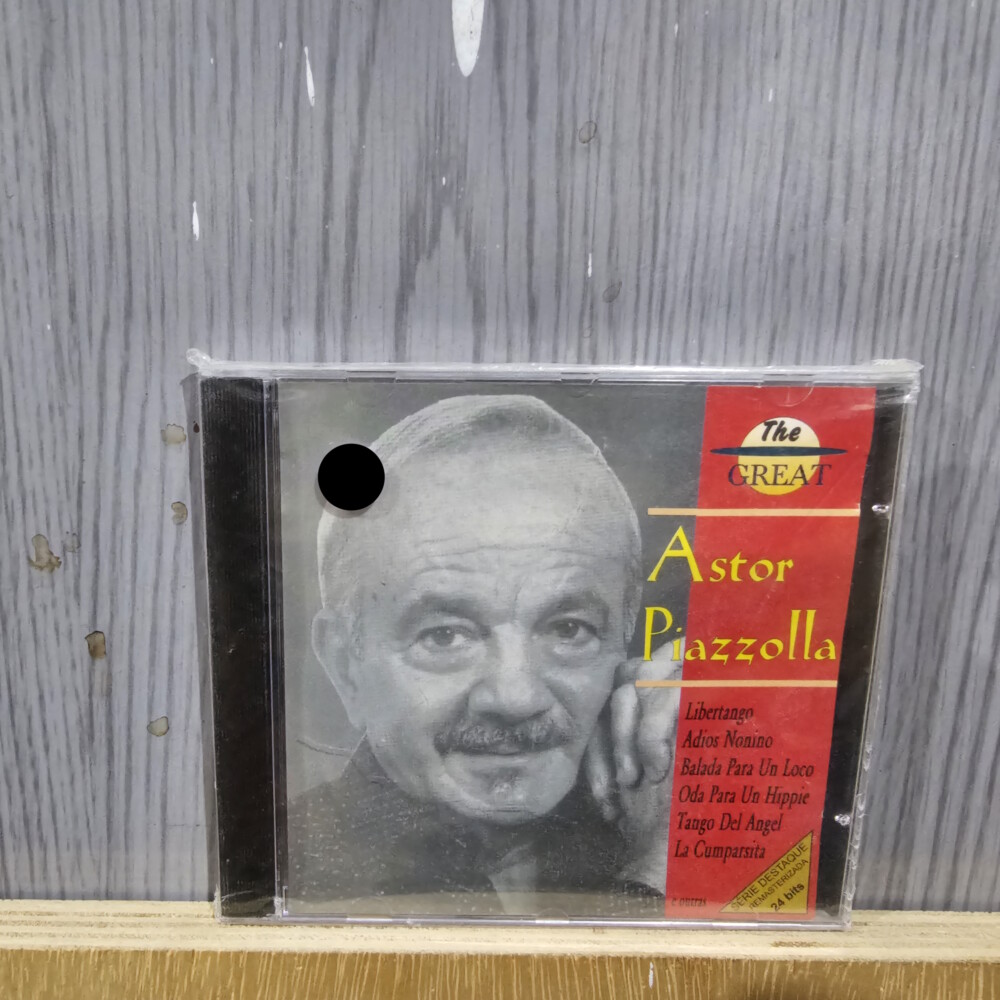 The
GREAT
Astor
Piazzolla
Libertango
Adios Nonino
Balada Para Un Loco
Oda Para Un Hippie
Tango Del Angel
La Cumparsita
e outras
SÉRIE DESTAQUE
REMASTERIZADA
24 bits